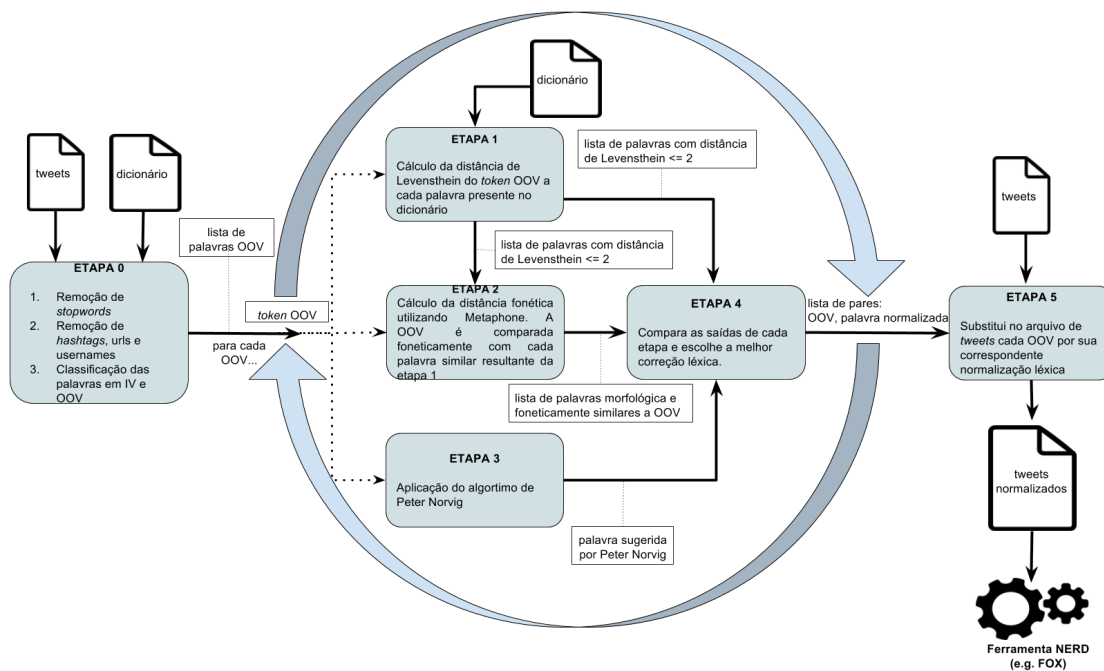 tweets
dicionário
ETAPA 0
1. Remoção de
stopwords
2. Remoção de
hashtags, urls e
usernames
3. Classificação das
palavras em IV e
OOV
lista de
palavras OOV
para cada
OOV...
token OOV
dicionário
ETAPA 1
Cálculo da distância de
Levensthein do token OOV a
cada palavra presente no
dicionário
lista de palavras com distância
de Levensthein <= 2
lista de palavras com distância
de Levensthein <= 2
ETAPA 2
Cálculo da distância fonética
utilizando Metaphone. A
OOV é comparada
foneticamente com cada
palavra similar resultante da
etapa 1
lista de palavras morfológica e
foneticamente similares a OOV
ETAPA 3
Aplicação do algortimo de
Peter Norvig
palavra sugerida
por Peter Norvig
ETAPA 4
Compara as saídas de cada
etapa e escolhe a melhor
correção léxica.
lista de pares:
OOV, palavra normalizada
tweets
ETAPA 5
Substitui no arquivo de
tweets cada OOV por sua
correspondente
normalização léxica
tweets
normalizados
Ferramenta NERD
(e.g. FOX)